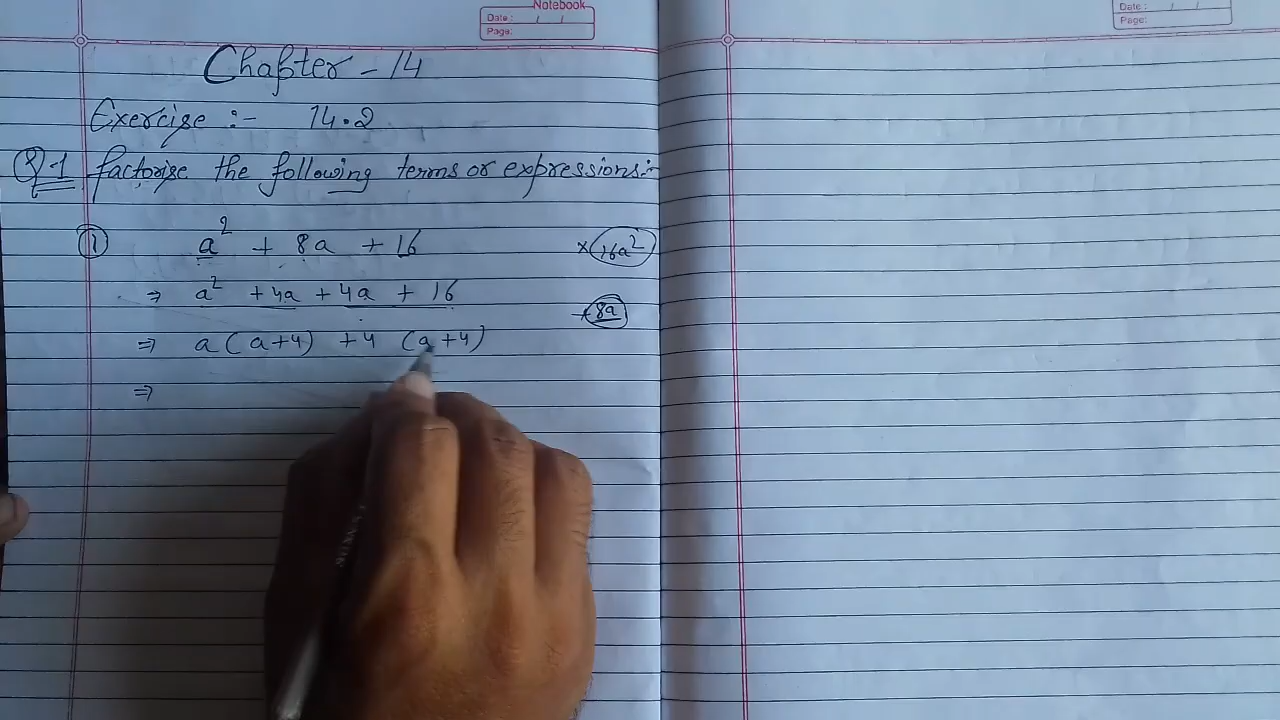 Notebook
Date : / /
Page:
Date : / /
Page:
Chapter - 14
Exercise :- 14.2
Q-1 factorise the following terms or expressions:-
(1) a² + 8a + 16
× 16a²
⇒ a² + 4a + 4a + 16
+ 8a
⇒ a (a+4) +4 (a+4)
⇒